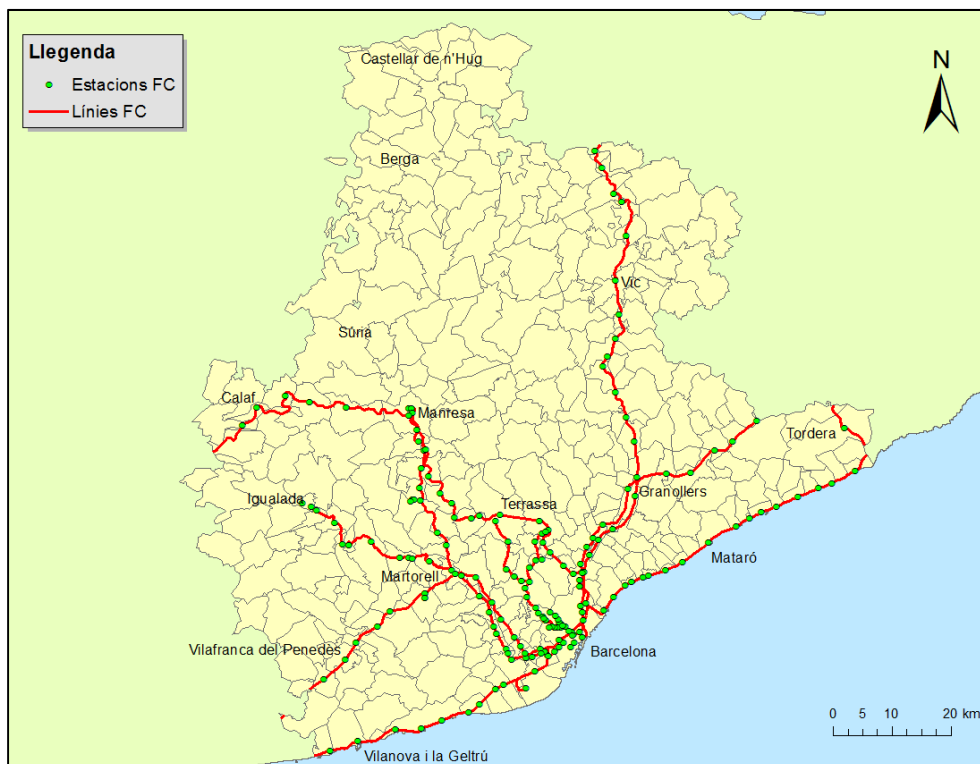 Llegenda
Estacions FC
Línies FC
Castellar de n'Hug
N
Berga
Vic
Súria
Calaf
Manresa
Tordera
Igualada
Terrassa
Granollers
Mataró
Martorell
Vilafranca del Penedès
Barcelona
Vilanova i la Geltrú
0 5 10 20 km